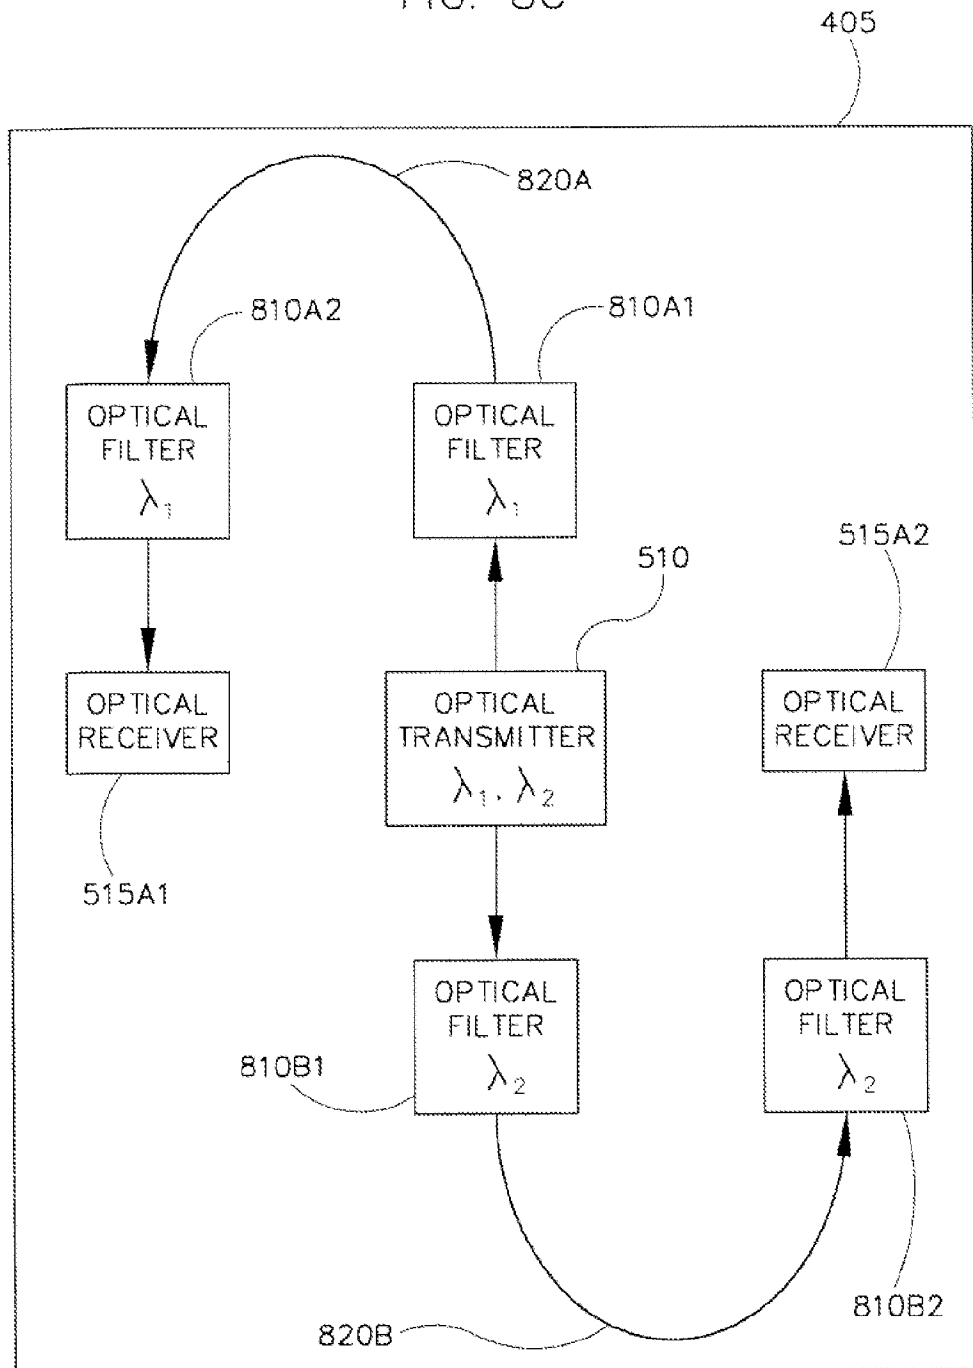 405
820A
810A2
810A1
OPTICAL
FILTER
λ1
OPTICAL
FILTER
λ1
510
515A2
OPTICAL
RECEIVER
OPTICAL
TRANSMITTER
λ1, λ2
OPTICAL
RECEIVER
515A1
OPTICAL
FILTER
λ2
OPTICAL
FILTER
λ2
810B1
810B2
820B